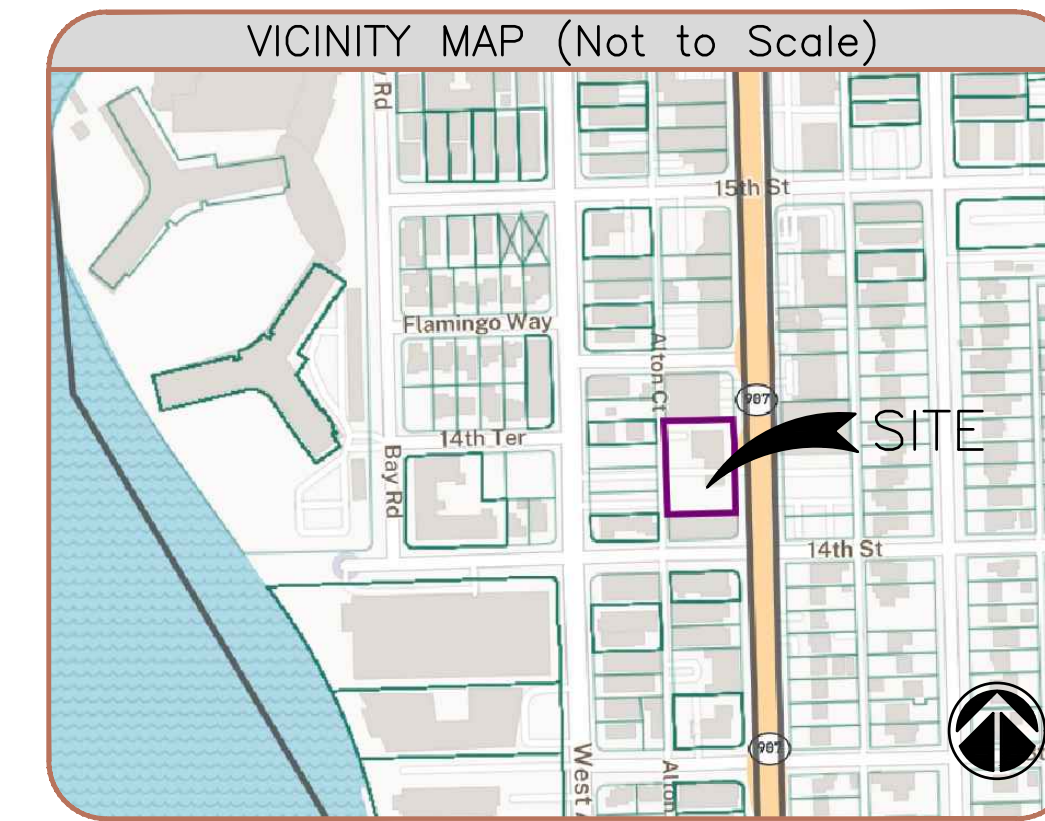 VICINITY MAP (Not to Scale)
y Rd
15th St
Flamingo Way
Alton Ct
907
SITE
14th Ter
Bay Rd
14th St
907
West A
Alton